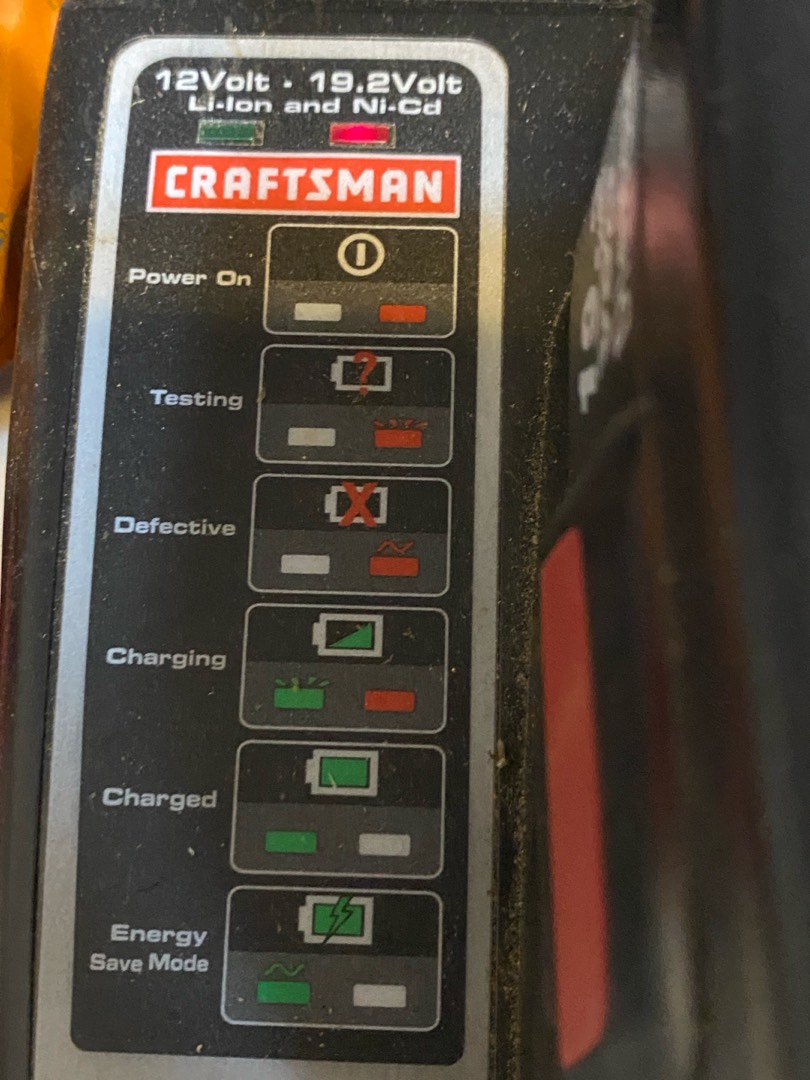 12Volt - 19.2Volt
Li-Ion and Ni-Cd
CRAFTSMAN
Power On
Testing
?
Defective
X
Charging
Charged
Energy
Save Mode